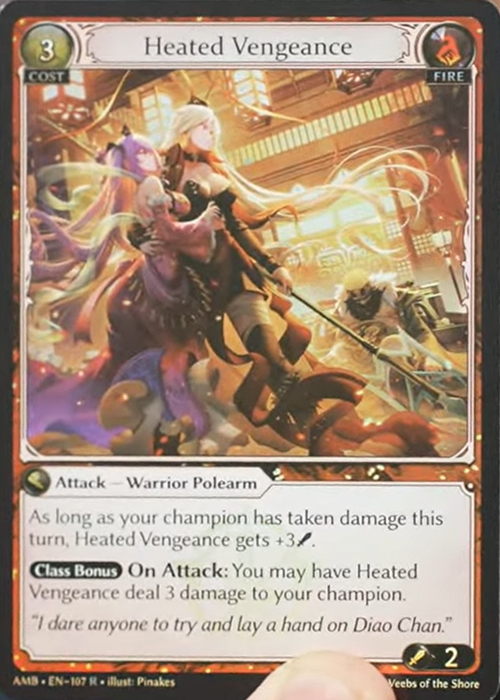 3
COST
Heated Vengeance
FIRE
Attack — Warrior Polearm
As long as your champion has taken damage this
turn, Heated Vengeance gets +3.
Class Bonus On Attack: You may have Heated
Vengeance deal 3 damage to your champion.
"I dare anyone to try and lay a hand on Diao Chan."
2
AMB • EN-107 R • illust: Pinakes
Veebs of the Shore